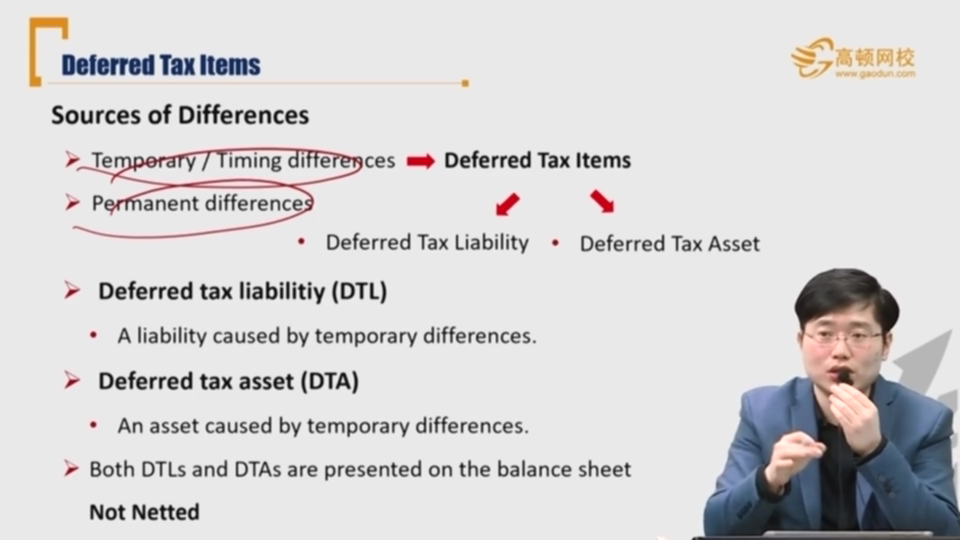 Deferred Tax Items
高顿网校
www.gaodun.com
Sources of Differences
Temporary / Timing differences
Deferred Tax Items
Permanent differences
Deferred Tax Liability
Deferred Tax Asset
Deferred tax liabilitiy (DTL)
A liability caused by temporary differences.
Deferred tax asset (DTA)
An asset caused by temporary differences.
Both DTLs and DTAs are presented on the balance sheet
Not Netted